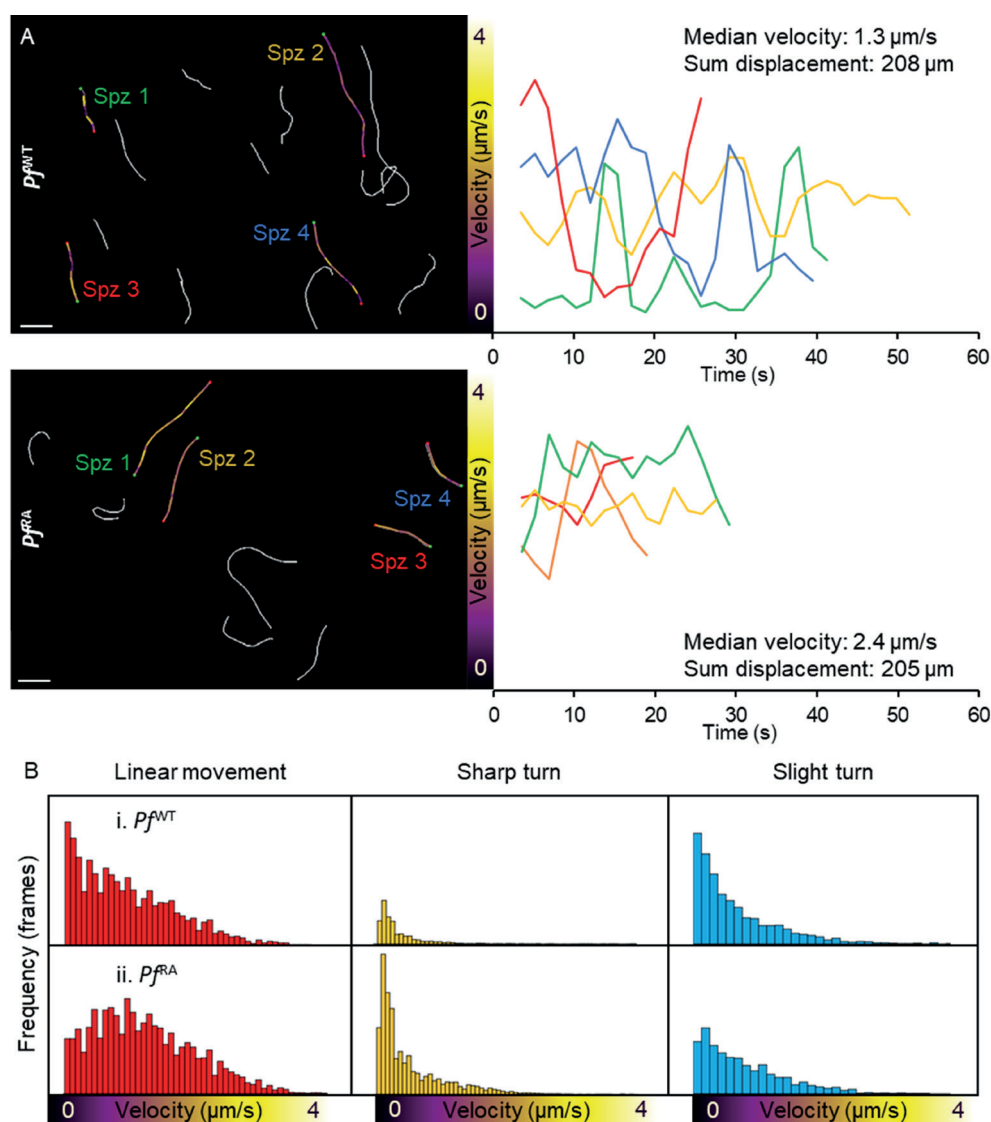 A
Spz 1
Spz 2
Spz 3
Spz 4
Pf^WT
4
Velocity (µm/s)
0
Median velocity: 1.3 µm/s
Sum displacement: 208 µm
0 10 20 30 40 50 60
Time (s)
Spz 1
Spz 2
Spz 4
Spz 3
Pf^RA
4
Velocity (µm/s)
0
Median velocity: 2.4 µm/s
Sum displacement: 205 µm
0 10 20 30 40 50 60
Time (s)
B
Linear movement Sharp turn Slight turn
Frequency (frames)
i. Pf^WT
ii. Pf^RA
0 Velocity (µm/s) 4 0 Velocity (µm/s) 4 0 Velocity (µm/s) 4